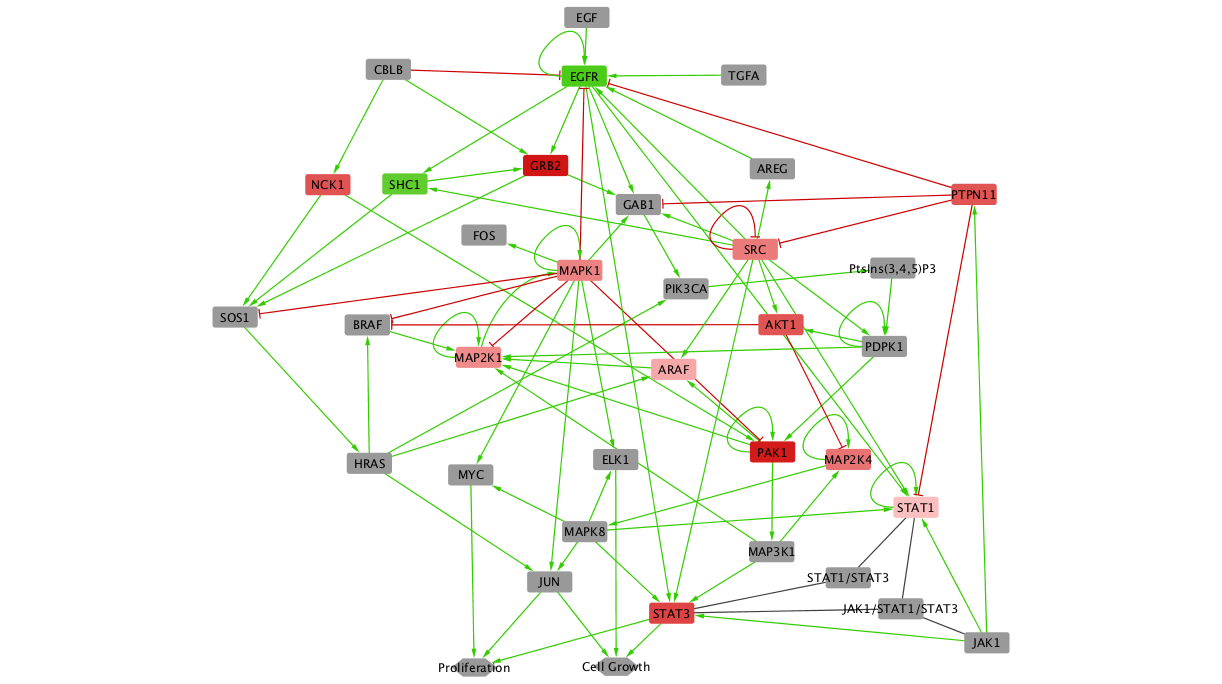 EGF
CBLB
EGFR
TGFA
GRB2
AREG
NCK1
SHC1
PTPN11
GAB1
FOS
SRC
MAPK1
PtsIns(3,4,5)P3
PIK3CA
SOS1
BRAF
AKT1
PDPK1
MAP2K1
ARAF
PAK1
MAP2K4
HRAS
ELK1
MYC
STAT1
MAPK8
MAP3K1
JUN
STAT1/STAT3
JAK1/STAT1/STAT3
STAT3
JAK1
Proliferation
Cell Growth